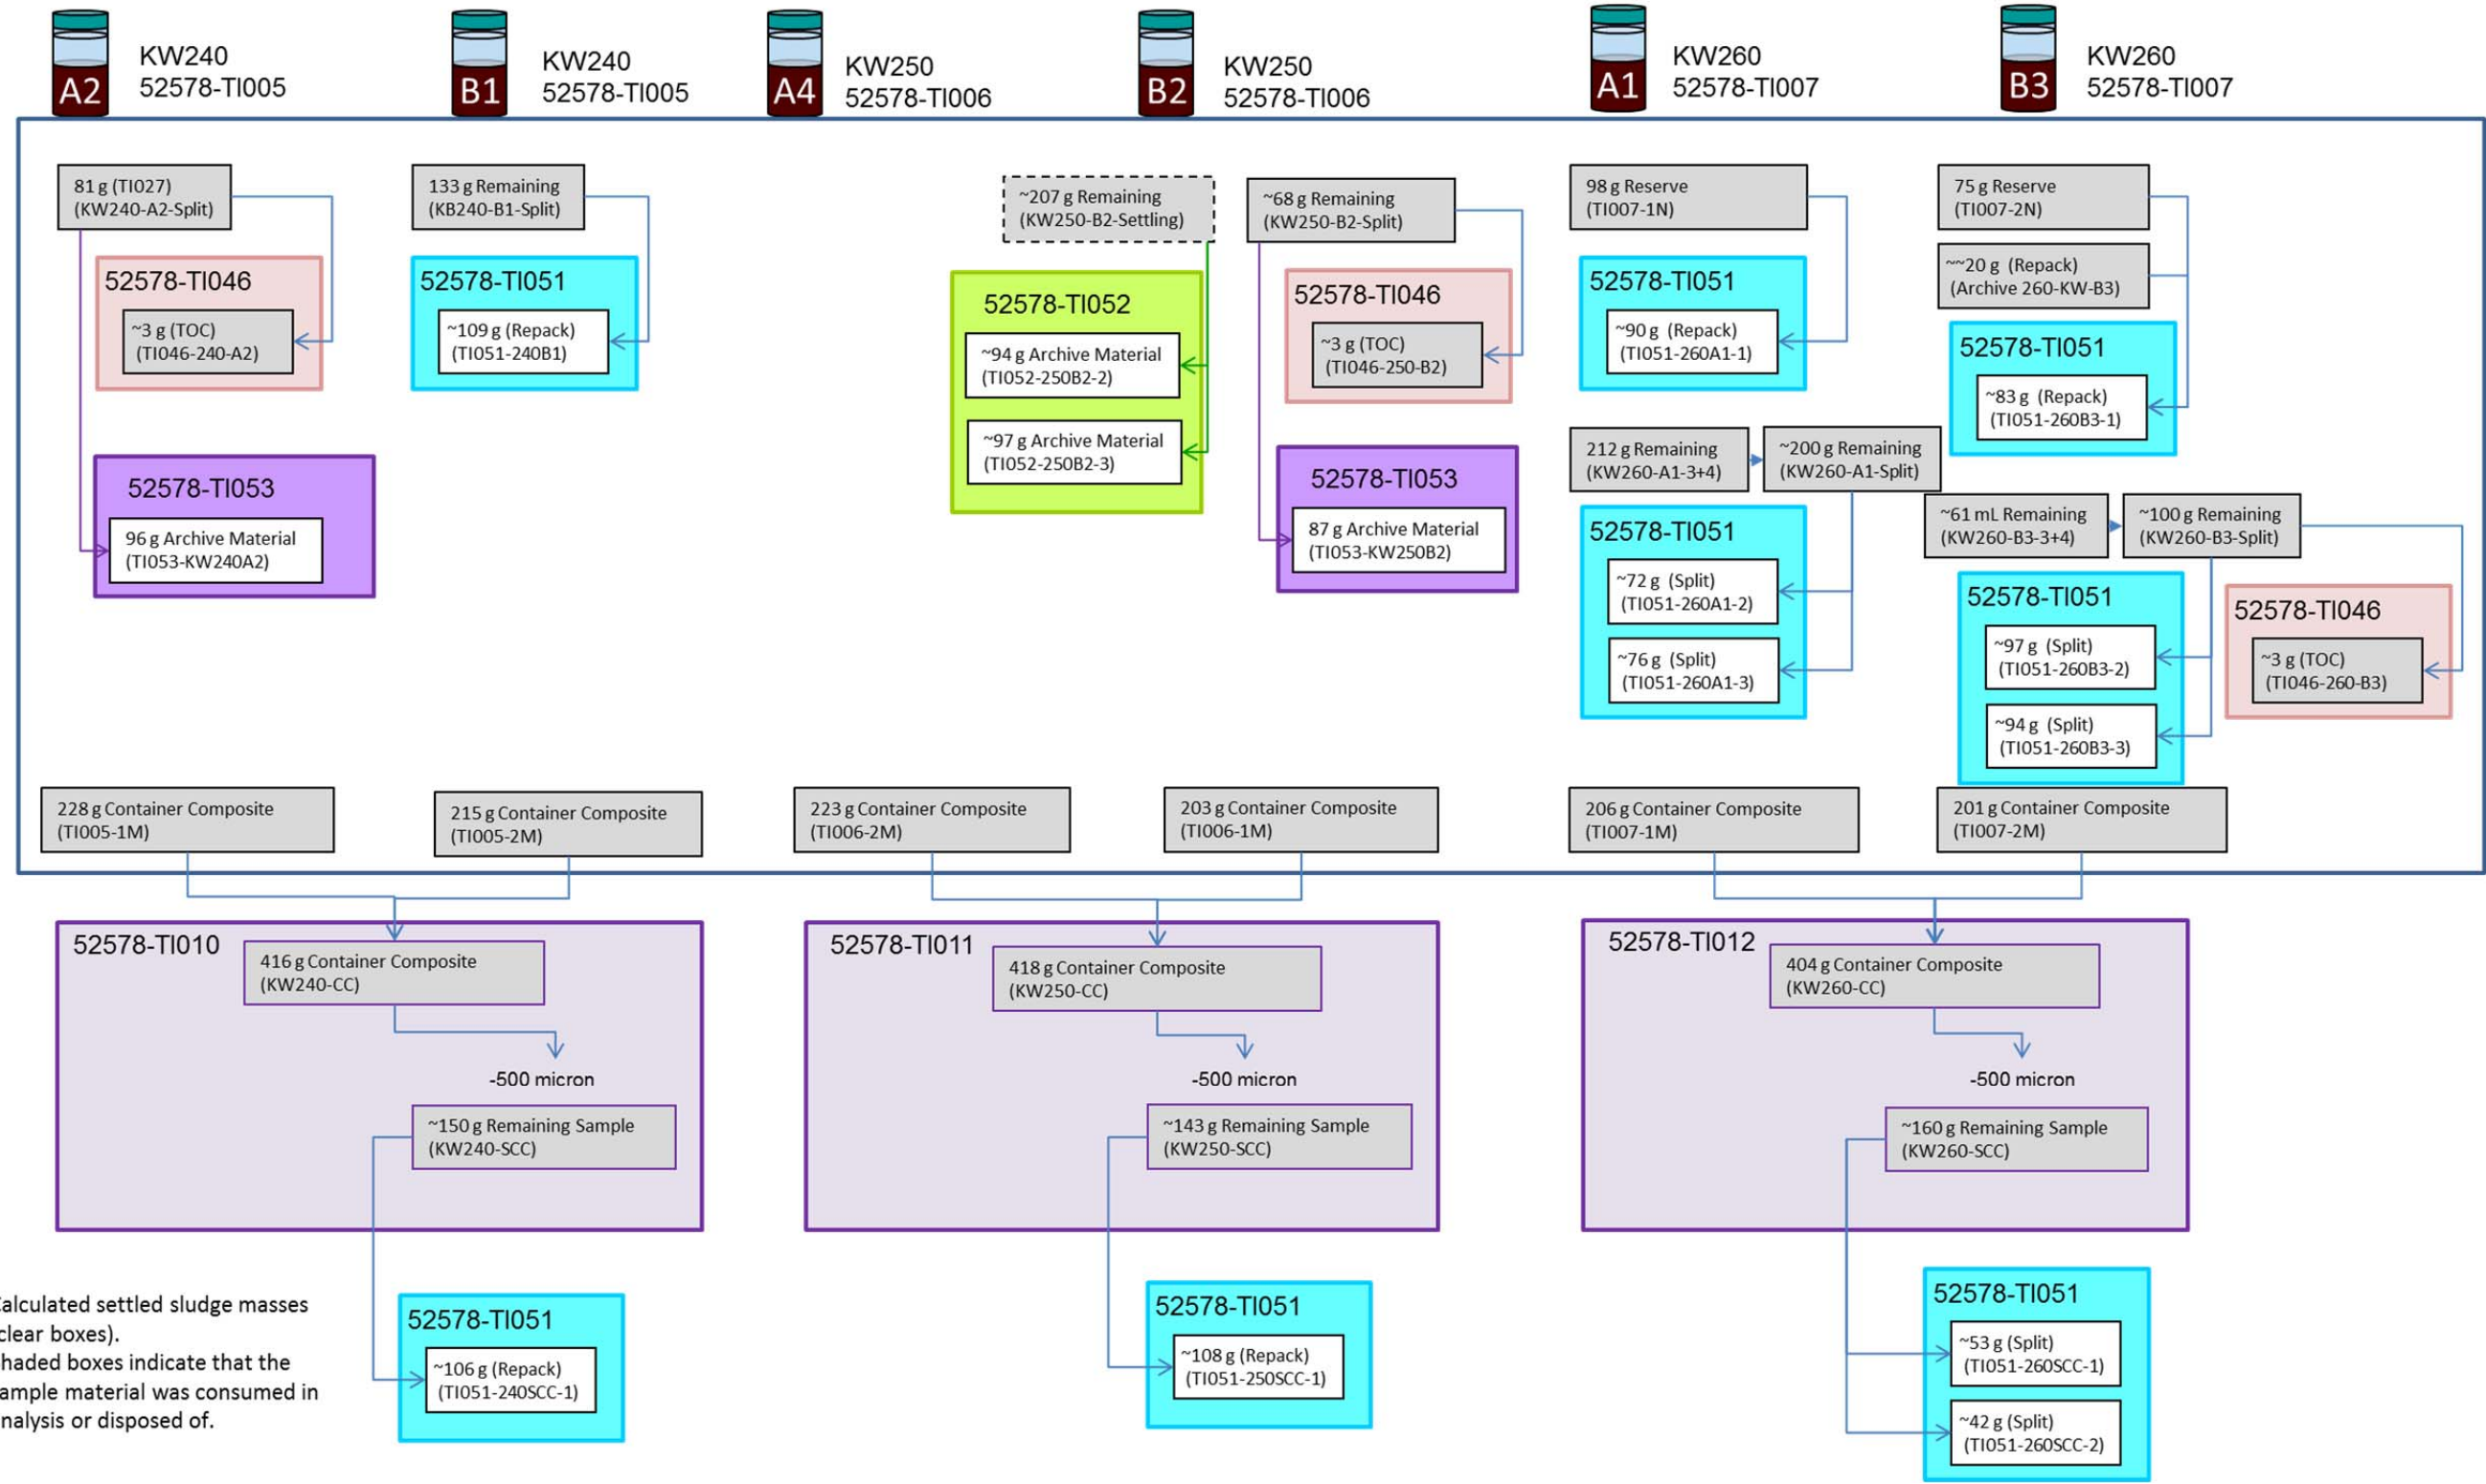 A2
KW240
52578-TI005
B1
KW240
52578-TI005
A4
KW250
52578-TI006
B2
KW250
52578-TI006
A1
KW260
52578-TI007
B3
KW260
52578-TI007
81 g (TI027)
(KW240-A2-Split)
52578-TI046
~3 g (TOC)
(TI046-240-A2)
52578-TI053
96 g Archive Material
(TI053-KW240A2)
133 g Remaining
(KB240-B1-Split)
52578-TI051
~109 g (Repack)
(TI051-240B1)
~207 g Remaining
(KW250-B2-Settling)
52578-TI052
~94 g Archive Material
(TI052-250B2-2)
~97 g Archive Material
(TI052-250B2-3)
~68 g Remaining
(KW250-B2-Split)
52578-TI046
~3 g (TOC)
(TI046-250-B2)
52578-TI053
87 g Archive Material
(TI053-KW250B2)
98 g Reserve
(TI007-1N)
52578-TI051
~90 g (Repack)
(TI051-260A1-1)
212 g Remaining
(KW260-A1-3+4)
~200 g Remaining
(KW260-A1-Split)
52578-TI051
~72 g (Split)
(TI051-260A1-2)
~76 g (Split)
(TI051-260A1-3)
75 g Reserve
(TI007-2N)
~~20 g (Repack)
(Archive 260-KW-B3)
52578-TI051
~83 g (Repack)
(TI051-260B3-1)
~61 mL Remaining
(KW260-B3-3+4)
~100 g Remaining
(KW260-B3-Split)
52578-TI051
~97 g (Split)
(TI051-260B3-2)
~94 g (Split)
(TI051-260B3-3)
52578-TI046
~3 g (TOC)
(TI046-260-B3)
228 g Container Composite
(TI005-1M)
215 g Container Composite
(TI005-2M)
223 g Container Composite
(TI006-2M)
203 g Container Composite
(TI006-1M)
206 g Container Composite
(TI007-1M)
201 g Container Composite
(TI007-2M)
52578-TI010
416 g Container Composite
(KW240-CC)
-500 micron
~150 g Remaining Sample
(KW240-SCC)
52578-TI011
418 g Container Composite
(KW250-CC)
-500 micron
~143 g Remaining Sample
(KW250-SCC)
52578-TI012
404 g Container Composite
(KW260-CC)
-500 micron
~160 g Remaining Sample
(KW260-SCC)
52578-TI051
~106 g (Repack)
(TI051-240SCC-1)
52578-TI051
~108 g (Repack)
(TI051-250SCC-1)
52578-TI051
~53 g (Split)
(TI051-260SCC-1)
~42 g (Split)
(TI051-260SCC-2)
alculated settled sludge masses
clear boxes).
haded boxes indicate that the
ample material was consumed in
nalysis or disposed of.